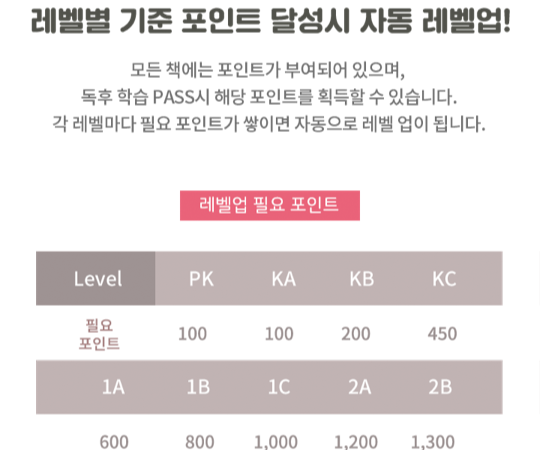 레벨별 기준 포인트 달성시 자동 레벨업!
모든 책에는 포인트가 부여되어 있으며,
독후 학습 PASS시 해당 포인트를 획득할 수 있습니다.
각 레벨마다 필요 포인트가 쌓이면 자동으로 레벨 업이 됩니다.
레벨업 필요 포인트
Level PK KA KB KC
필요
포인트 100 100 200 450
1A 1B 1C 2A 2B
600 800 1,000 1,200 1,300